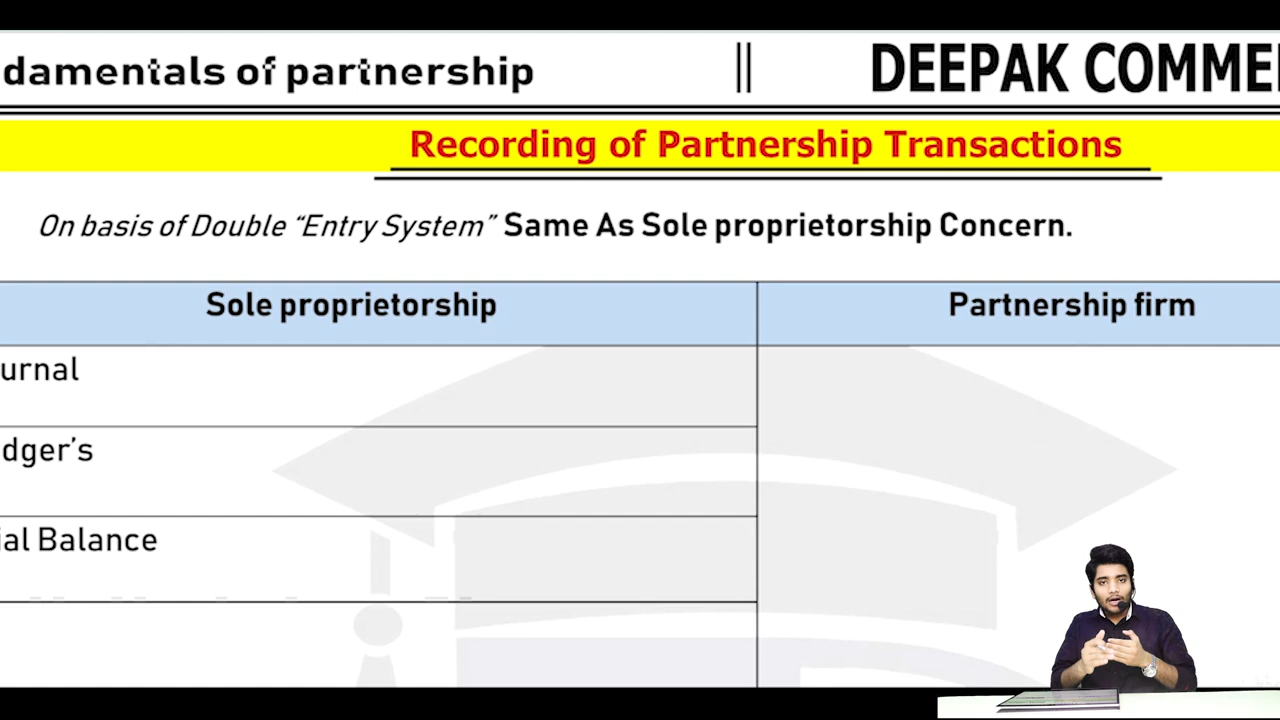 damentals of partnership || DEEPAK COMME
Recording of Partnership Transactions
On basis of Double “Entry System” Same As Sole proprietorship Concern.
Sole proprietorship Partnership firm
urnal
dger’s
ial Balance